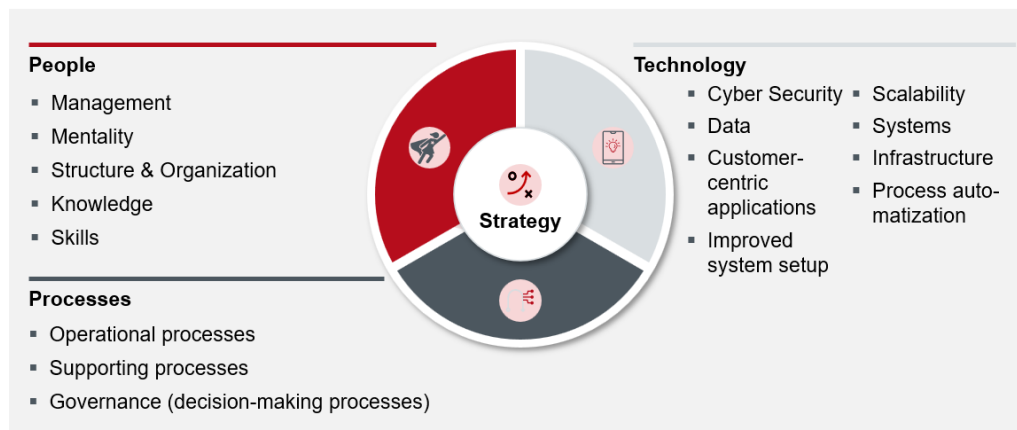 People
Management
Mentality
Structure & Organization
Knowledge
Skills
Processes
Operational processes
Supporting processes
Governance (decision-making processes)
Strategy
Technology
Cyber Security
Data
Customer-
centric
applications
Improved
system setup
Scalability
Systems
Infrastructure
Process auto-
matization